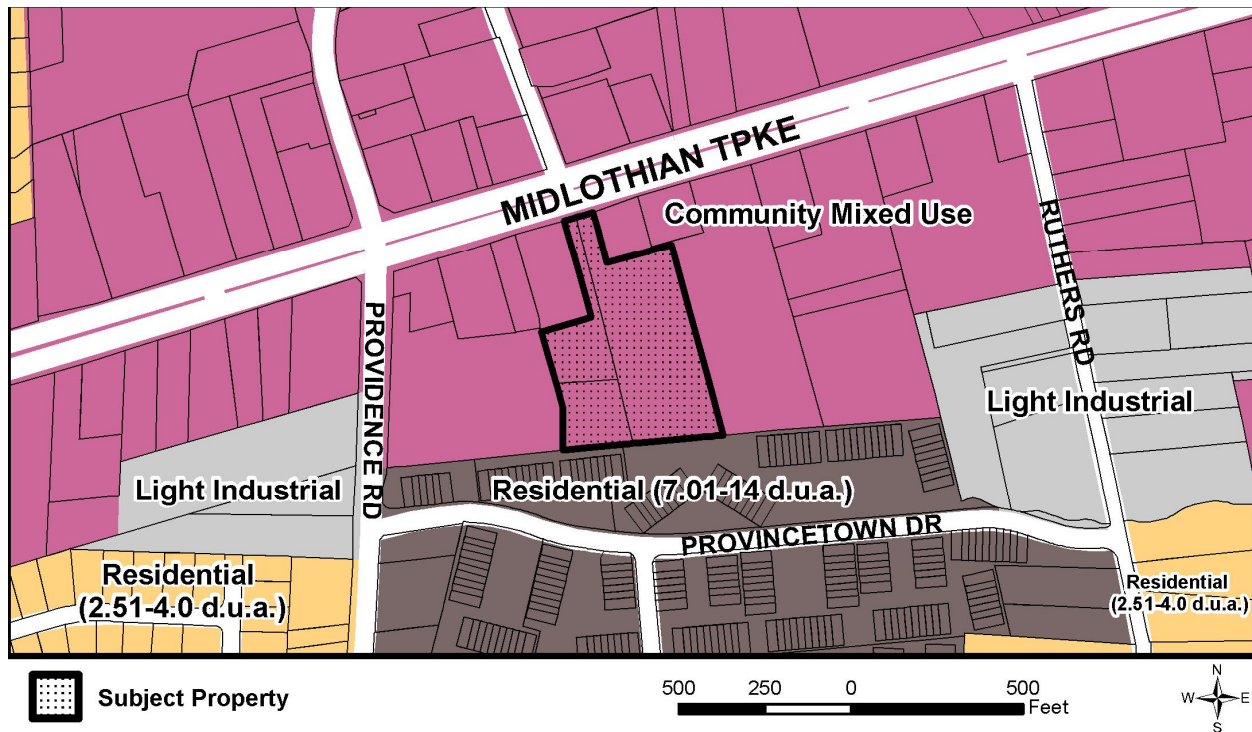 MIDLOTHIAN TPKE
Community Mixed Use
RUTHERS RD
PROVIDENCE RD
Light Industrial
Light Industrial
Residential (7.01-14 d.u.a.)
PROVINCETOWN DR
Residential
(2.51-4.0 d.u.a.)
Residential
(2.51-4.0 d.u.a.)
Subject Property
500 250 0 500
Feet
N
W E
S